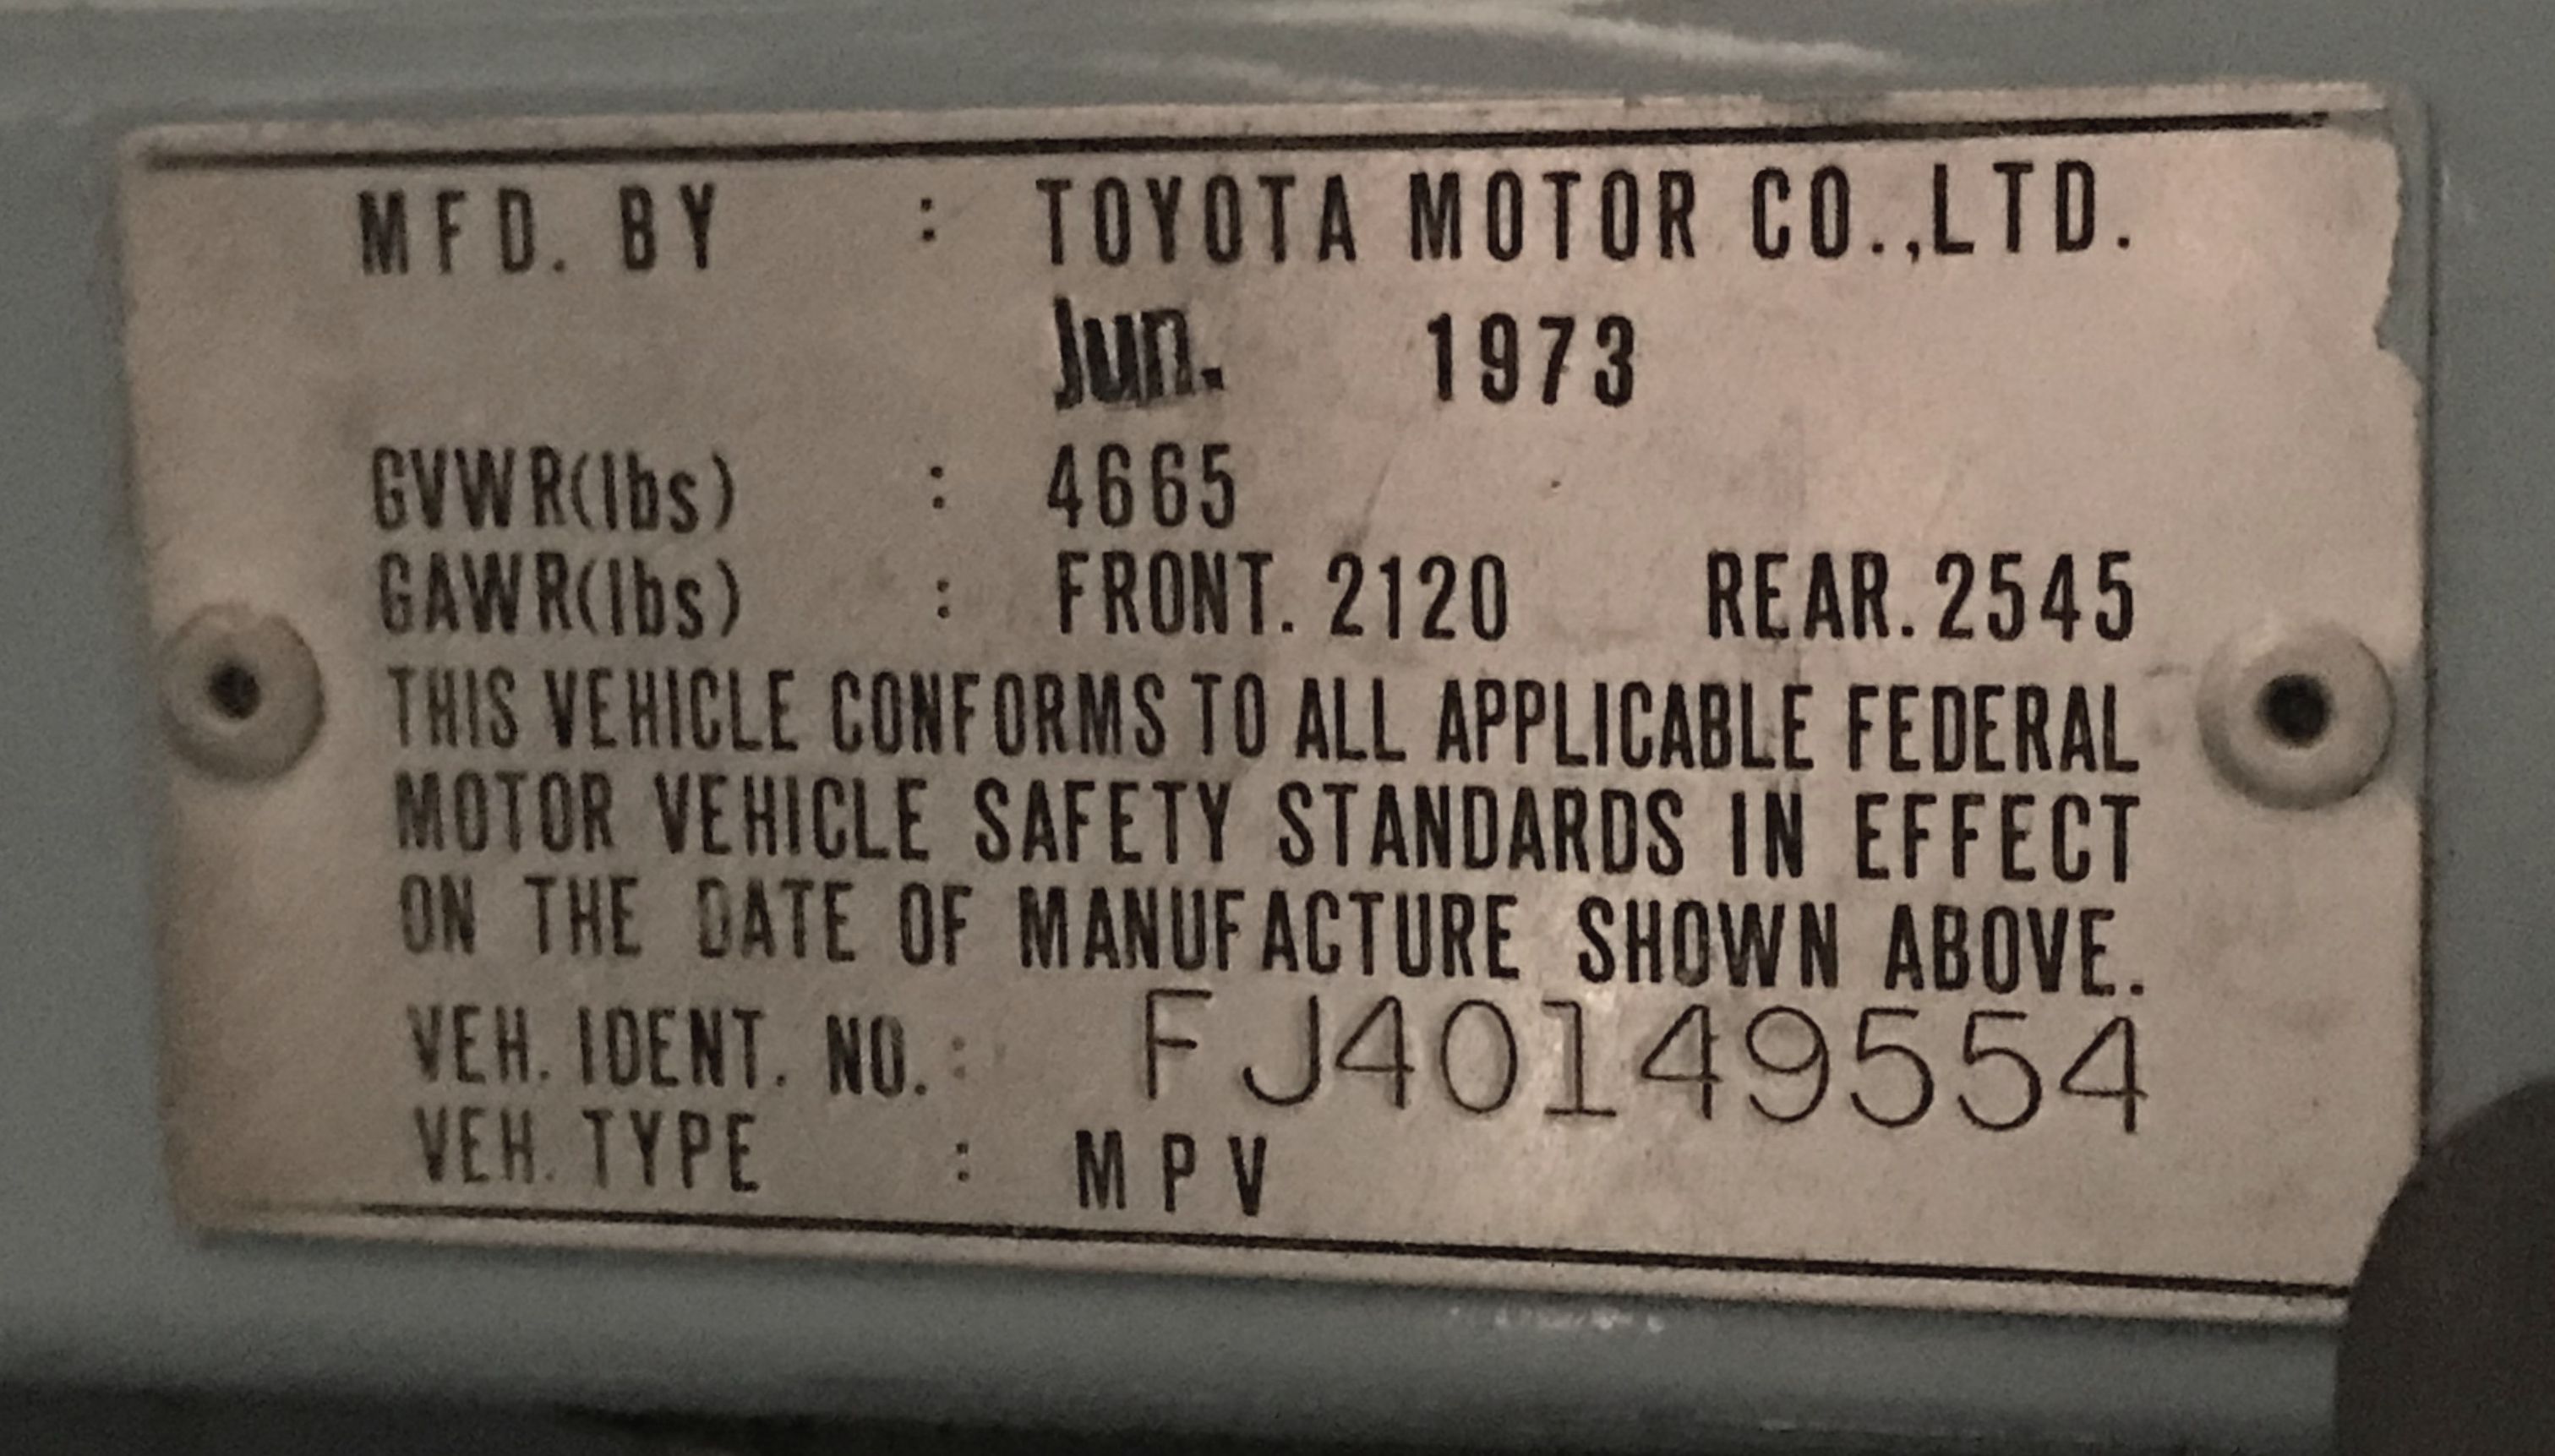 MFD. BY : TOYOTA MOTOR CO.,LTD.
Jun. 1973
GVWR(lbs) : 4665
GAWR(lbs) : FRONT. 2120 REAR. 2545
THIS VEHICLE CONFORMS TO ALL APPLICABLE FEDERAL
MOTOR VEHICLE SAFETY STANDARDS IN EFFECT
ON THE DATE OF MANUFACTURE SHOWN ABOVE.
VEH. IDENT. NO. : FJ40149554
VEH. TYPE : MPV